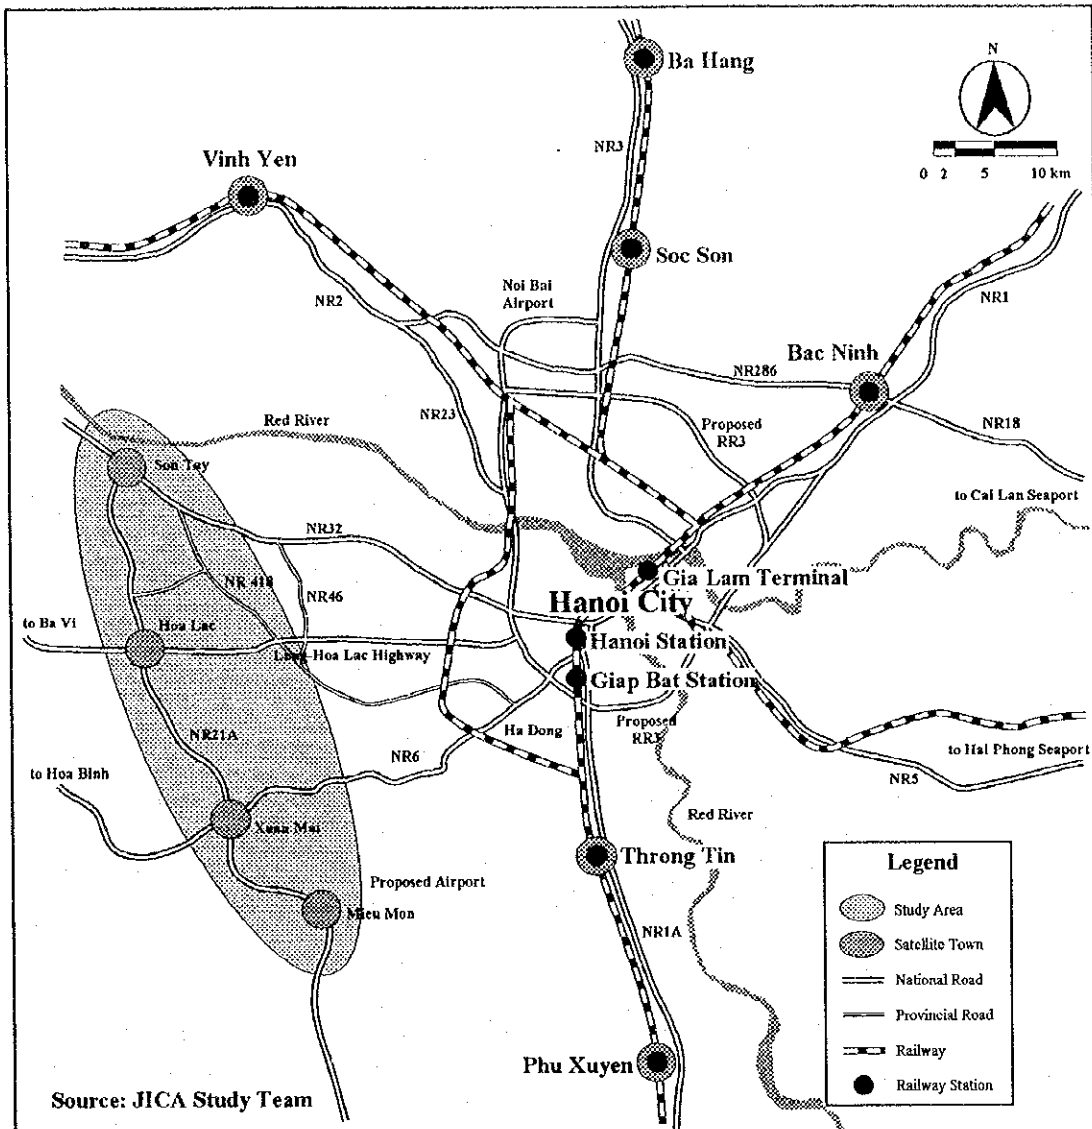 Ba Hang
N
NR3
Vinh Yen
0 2 5 10 km
Soc Son
Noi Bai
Airport
NR2
NR1
Bac Ninh
NR286
NR23
Red River
Proposed
RR3
NR18
Son Tay
to Cai Lan Seaport
NR32
Gia Lam Terminal
NR 418
NR46
Hanoi City
to Ba Vi
Hoa Lac
Hanoi Station
Lang-Hoa Lac Highway
Giap Bat Station
NR21A
Ha Dong
Proposed
RR3
to Hai Phong Seaport
NR6
NR5
to Hoa Binh
Red River
Xuan Mai
Throng Tin
Legend
Proposed Airport
Mieu Mon
Study Area
Satellite Town
NR1A
National Road
Provincial Road
Railway
Phu Xuyen
Railway Station
Source: JICA Study Team